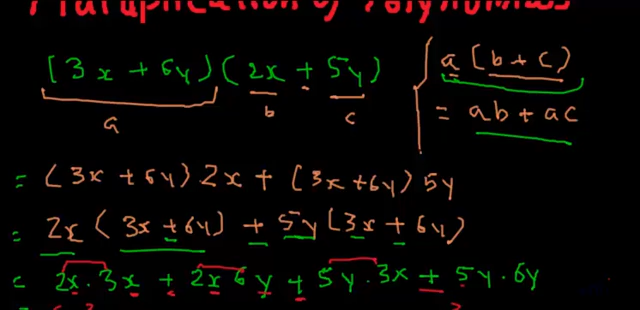 Multiplication of Polynomials
(3x + 6y)(2x + 5y)
a b c
a(b + c)
= ab + ac
= (3x + 6y) 2x + (3x + 6y) 5y
= 2x (3x + 6y) + 5y (3x + 6y)
= 2x · 3x + 2x 6y + 5y · 3x + 5y · 6y